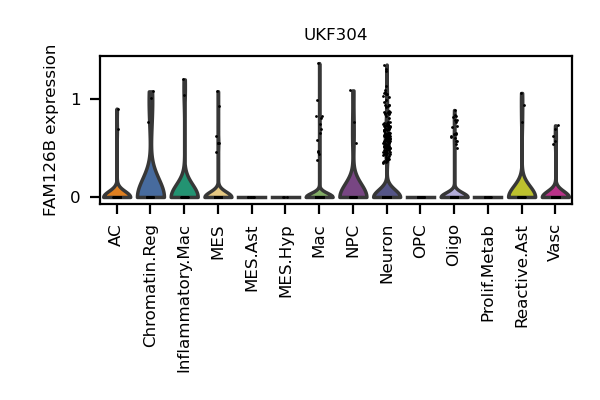 UKF304
FAM126B expression
1
0
AC
Chromatin.Reg
Inflammatory.Mac
MES
MES.Ast
MES.Hyp
Mac
NPC
Neuron
OPC
Oligo
Prolif.Metab
Reactive.Ast
Vasc